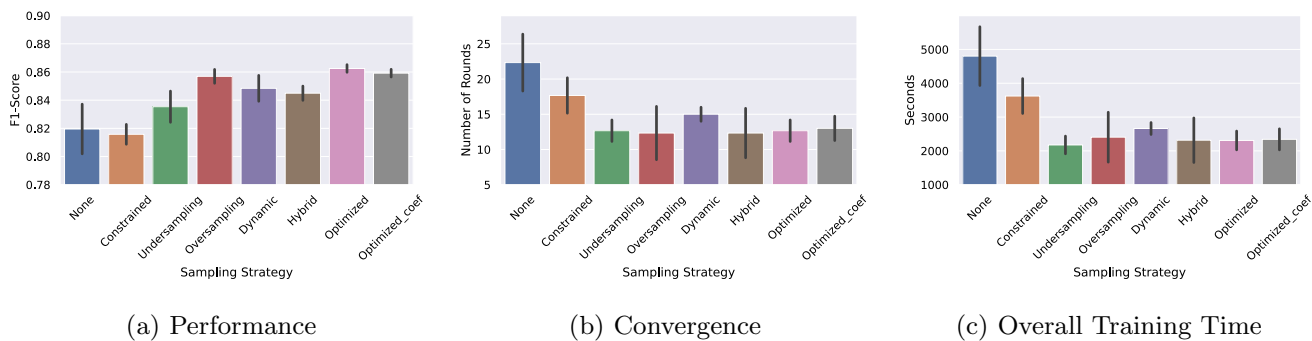 F1-Score
0.90
0.88
0.86
0.84
0.82
0.80
0.78
None
Constrained
Undersampling
Oversampling
Dynamic
Hybrid
Optimized
Optimized_coef
Sampling Strategy
(a) Performance
Number of Rounds
25
20
15
10
5
None
Constrained
Undersampling
Oversampling
Dynamic
Hybrid
Optimized
Optimized_coef
Sampling Strategy
(b) Convergence
Seconds
5000
4000
3000
2000
1000
None
Constrained
Undersampling
Oversampling
Dynamic
Hybrid
Optimized
Optimized_coef
Sampling Strategy
(c) Overall Training Time